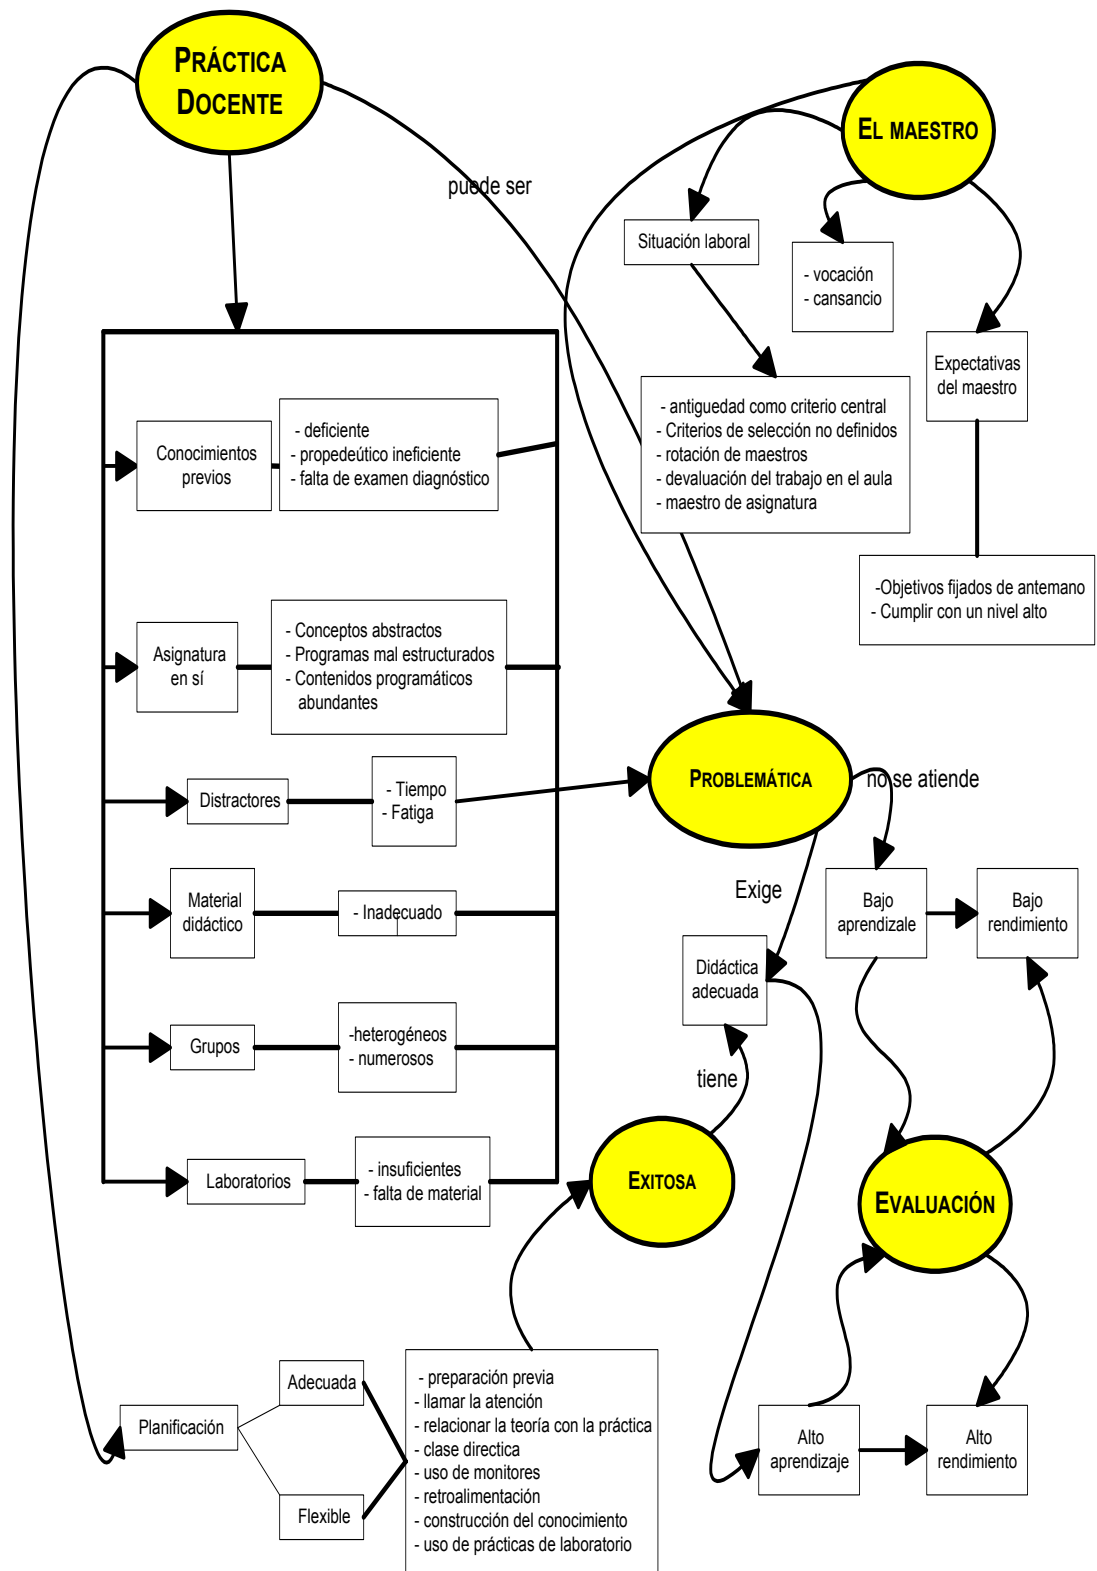 PRÁCTICA
DOCENTE
EL MAESTRO
puede ser
Situación laboral
- vocación
- cansancio
Expectativas
del maestro
- antiguedad como criterio central
- Criterios de selección no definidos
- rotación de maestros
- devaluación del trabajo en el aula
- maestro de asignatura
-Objetivos fijados de antemano
- Cumplir con un nivel alto
Conocimientos
previos
- deficiente
- propedeútico ineficiente
- falta de examen diagnóstico
Asignatura
en sí
- Conceptos abstractos
- Programas mal estructurados
- Contenidos programáticos
abundantes
Distractores
- Tiempo
- Fatiga
PROBLEMÁTICA
no se atiende
Material
didáctico
- Inadecuado
Exige
Bajo
aprendizale
Bajo
rendimiento
Didáctica
adecuada
Grupos
-heterogéneos
- numerosos
tiene
Laboratorios
- insuficientes
- falta de material
EXITOSA
EVALUACIÓN
Planificación
Adecuada
Flexible
- preparación previa
- llamar la atención
- relacionar la teoría con la práctica
- clase directica
- uso de monitores
- retroalimentación
- construcción del conocimiento
- uso de prácticas de laboratorio
Alto
aprendizaje
Alto
rendimiento